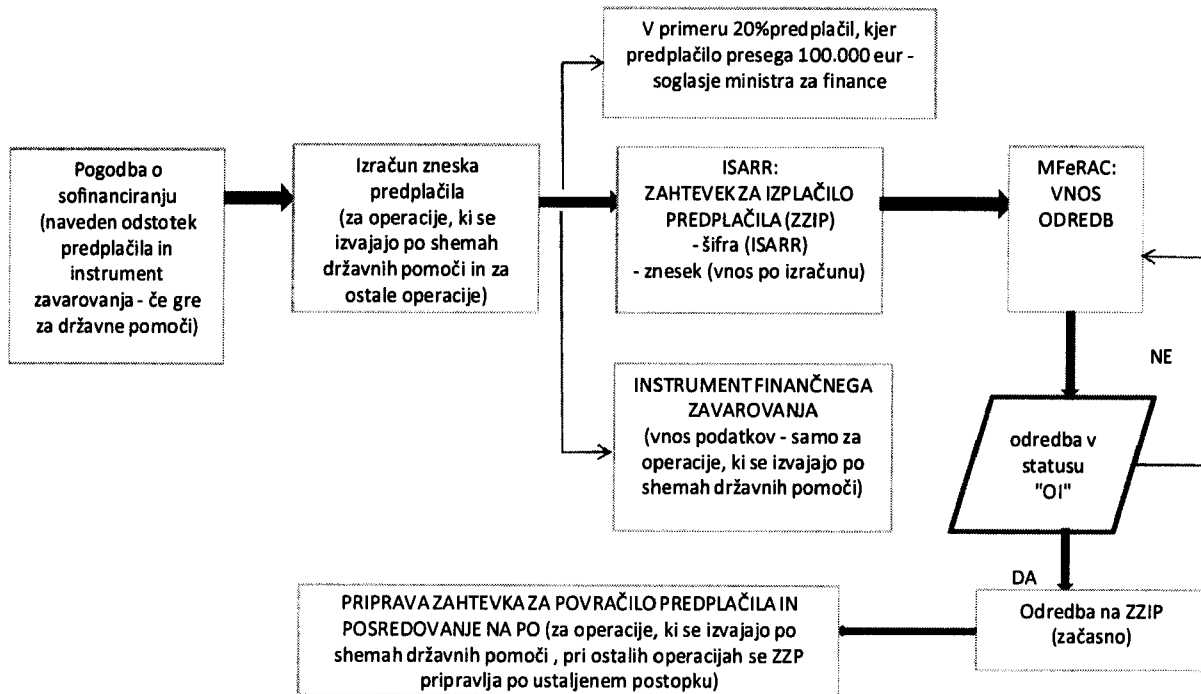 V primeru 20%predplačil, kjer
predplačilo presega 100.000 eur -
soglasje ministra za finance
Pogodba o
sofinanciranju
(naveden odstotek
predplačila in
instrument
zavarovanja - če gre
za državne pomoči)
Izračun zneska
predplačila
(za operacije, ki se
izvajajo po shemah
državnih pomoči in za
ostale operacije)
ISARR:
ZAHTEVEK ZA IZPLAČILO
PREDPLAČILA (ZZIP)
- šifra (ISARR)
- znesek (vnos po izračunu)
MFeRAC:
VNOS
ODREDB
NE
INSTRUMENT FINANČNEGA
ZAVAROVANJA
(vnos podatkov - samo za
operacije, ki se izvajajo po
shemah državnih pomoči)
odredba v
statusu
"OI"
DA
Odredba na ZZIP
(začasno)
PRIPRAVA ZAHTEVKA ZA POVRAČILO PREDPLAČILA IN
POSREDOVANJE NA PO (za operacije, ki se izvajajo po
shemah državnih pomoči , pri ostalih operacijah se ZZP
pripravlja po ustaljenem postopku)